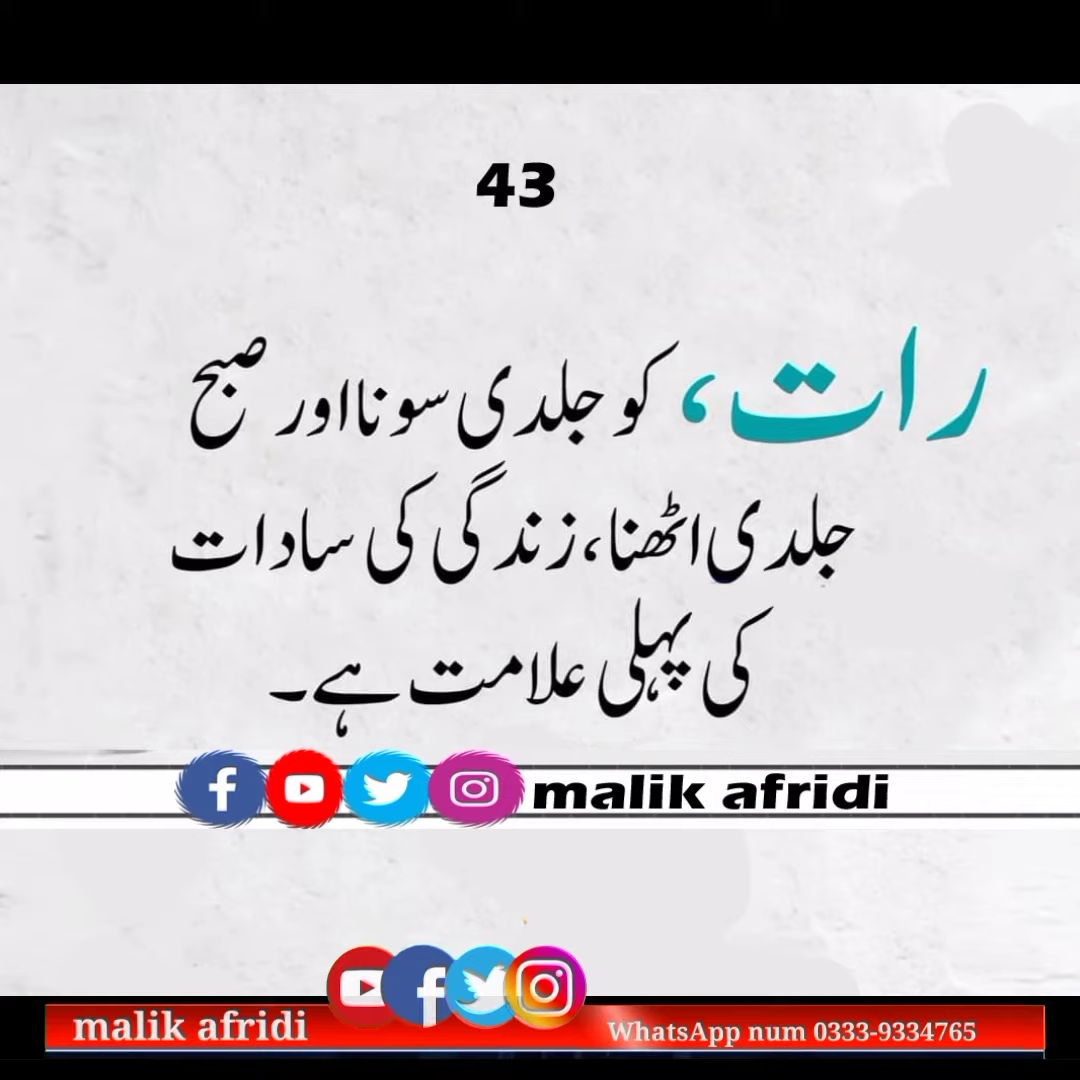 43
رات، کو جلدی سونا اور صبح
جلدی اٹھنا، زندگی کی سادات
کی پہلی علامت ہے۔
malik afridi
malik afridi
WhatsApp num 0333-9334765